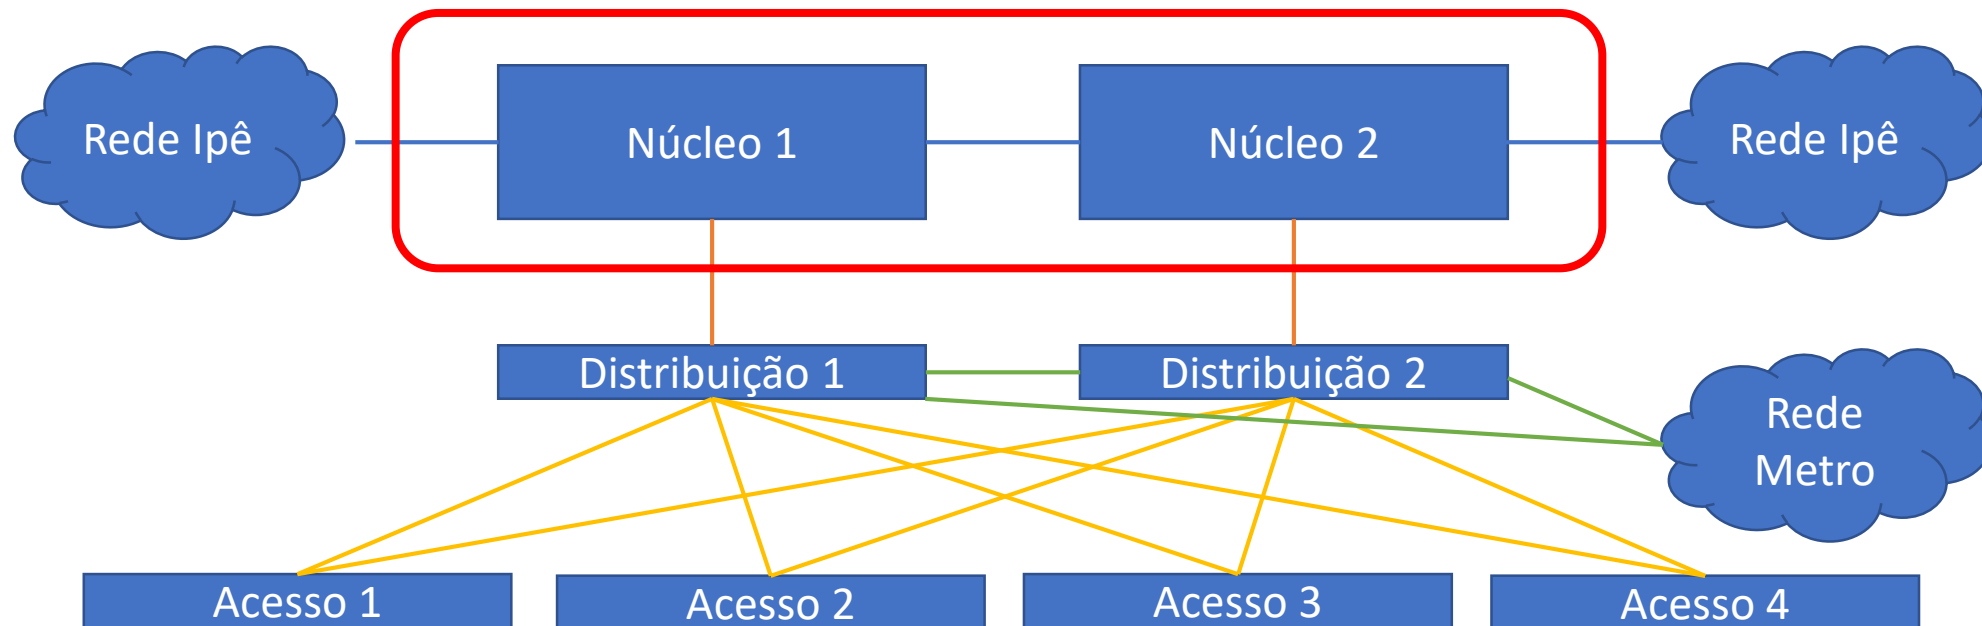 Rede Ipê
Núcleo 1
Núcleo 2
Rede Ipê
Distribuição 1
Distribuição 2
Rede
Metro
Acesso 1
Acesso 2
Acesso 3
Acesso 4